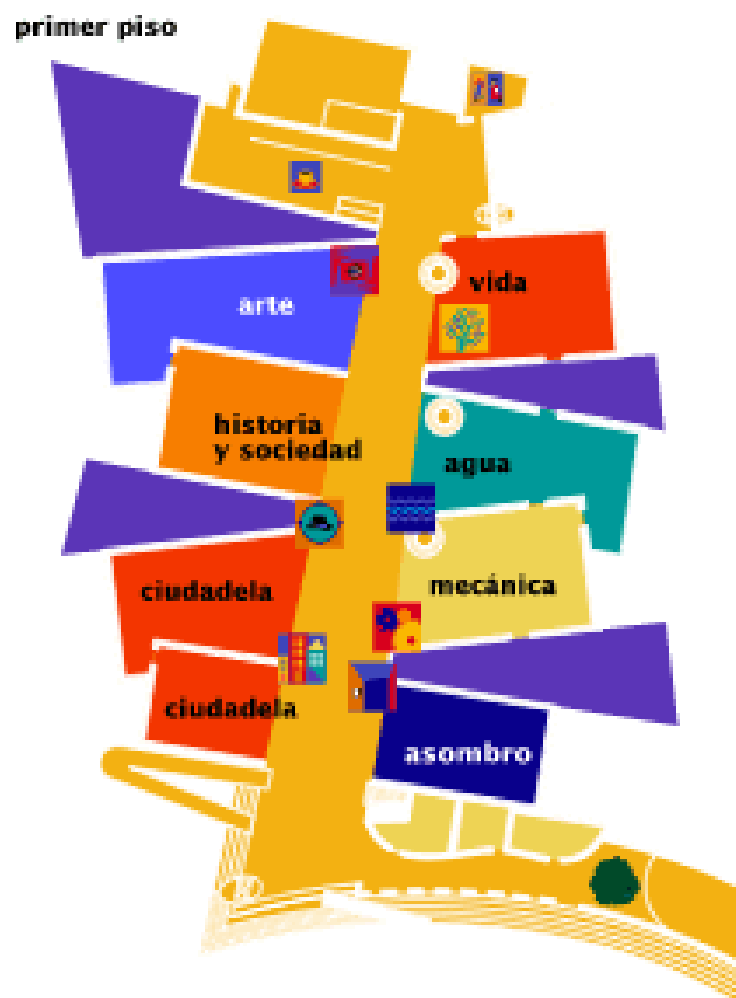 primer piso
vida
arte
historia
y sociedad
agua
ciudadela
mecánica
ciudadela
asombro